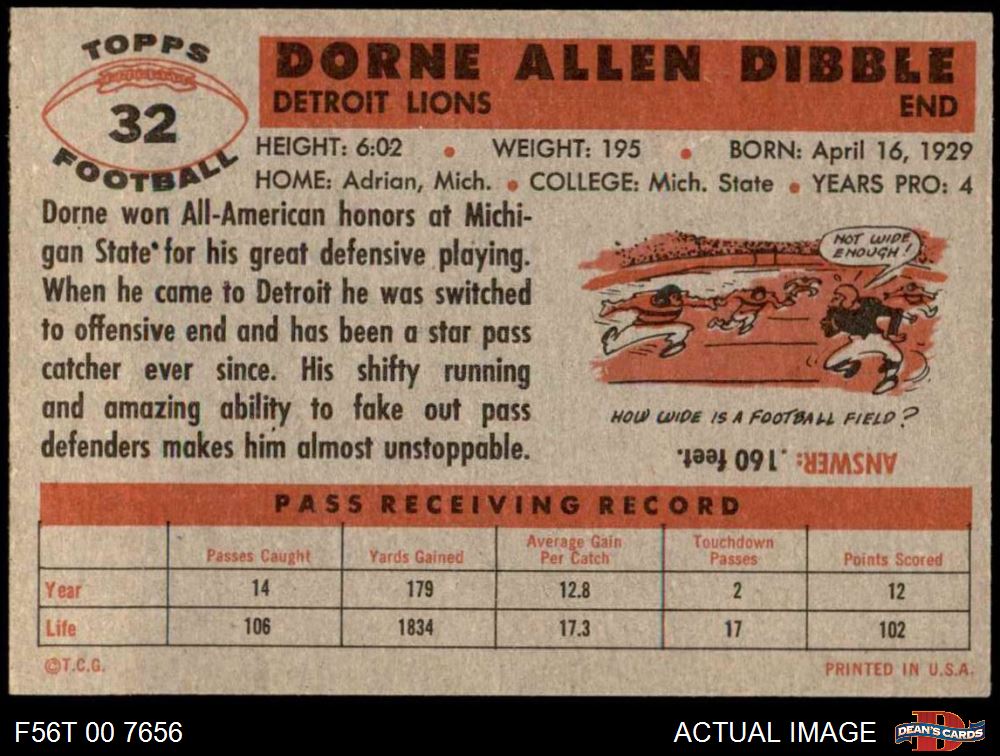 TOPPS
32
FOOTBALL
DORNE ALLEN DIBBLE
DETROIT LIONS END
HEIGHT: 6:02 • WEIGHT: 195 • BORN: April 16, 1929
HOME: Adrian, Mich. • COLLEGE: Mich. State • YEARS PRO: 4
Dorne won All-American honors at Michi-
gan State for his great defensive playing.
When he came to Detroit he was switched
to offensive end and has been a star pass
catcher ever since. His shifty running
and amazing ability to fake out pass
defenders makes him almost unstoppable.
NOT WIDE
ENOUGH!
HOW WIDE IS A FOOTBALL FIELD?
ANSWER: 160 feet.
PASS RECEIVING RECORD
Passes Caught Yards Gained Average Gain Per Catch Touchdown Passes Points Scored
Year 14 179 12.8 2 12
Life 106 1834 17.3 17 102
©T.C.G. PRINTED IN U.S.A.
F56T 00 7656 ACTUAL IMAGE DEAN'S CARDS